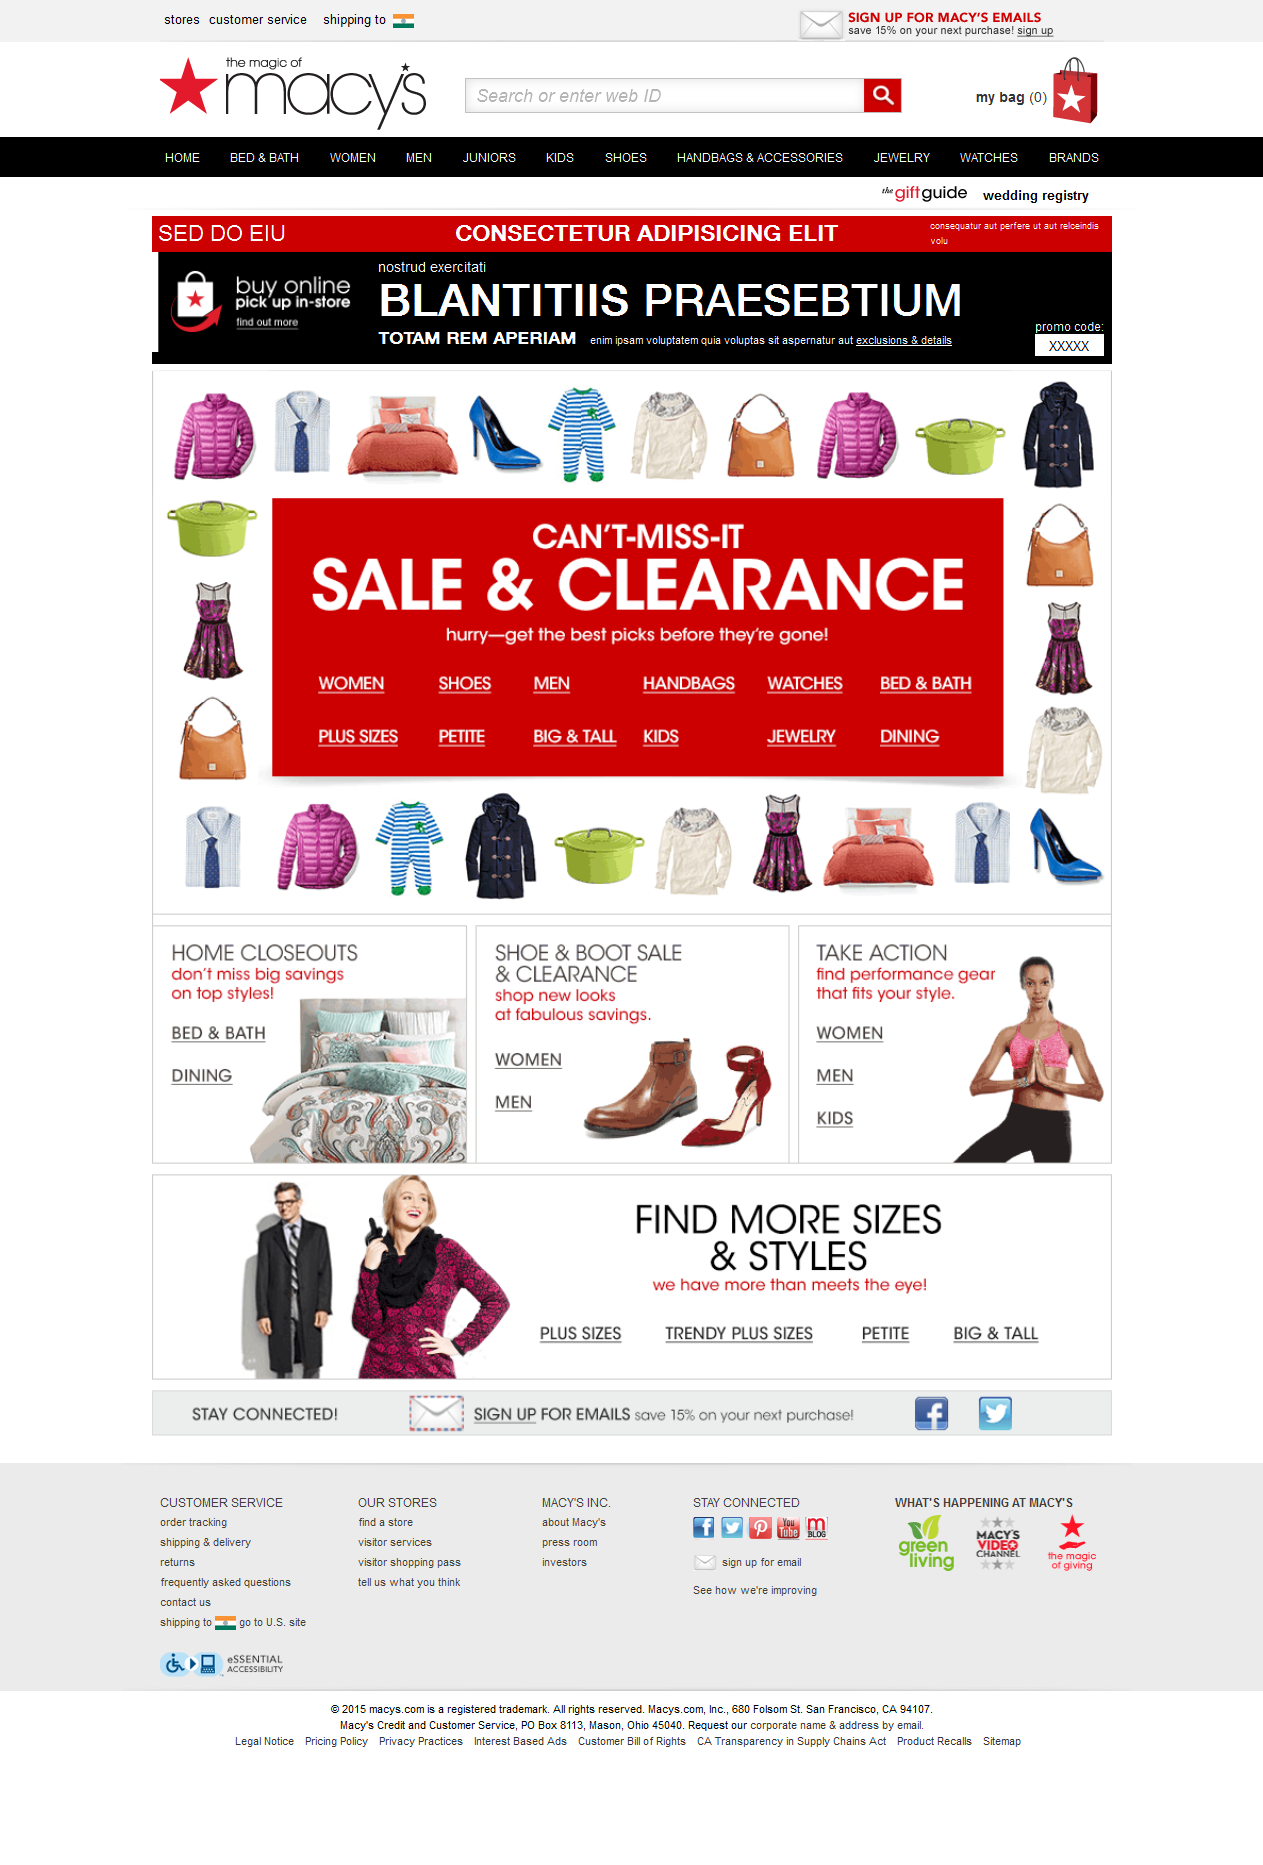 stores customer service shipping to
SIGN UP FOR MACY'S EMAILS
save 15% on your next purchase! sign up
the magic of
macy's
Search or enter web ID
my bag (0)
HOME BED & BATH WOMEN MEN JUNIORS KIDS SHOES HANDBAGS & ACCESSORIES JEWELRY WATCHES BRANDS
the gift guide wedding registry
SED DO EIU CONSECTETUR ADIPISICING ELIT
consequatur aut perfere ut aut relceindis
volu
buy online
pick up in-store
find out more
nostrud exercitati
BLANTITIIS PRAESEBTIUM
TOTAM REM APERIAM enim ipsam voluptatem quia voluptas sit aspernatur aut exclusions & details
promo code:
XXXXX
CAN'T-MISS-IT
SALE & CLEARANCE
hurry—get the best picks before they're gone!
WOMEN SHOES MEN HANDBAGS WATCHES BED & BATH
PLUS SIZES PETITE BIG & TALL KIDS JEWELRY DINING
HOME CLOSEOUTS
don't miss big savings
on top styles!
BED & BATH
DINING
SHOE & BOOT SALE
& CLEARANCE
shop new looks
at fabulous savings.
WOMEN
MEN
TAKE ACTION
find performance gear
that fits your style.
WOMEN
MEN
KIDS
FIND MORE SIZES
& STYLES
we have more than meets the eye!
PLUS SIZES TRENDY PLUS SIZES PETITE BIG & TALL
STAY CONNECTED! SIGN UP FOR EMAILS save 15% on your next purchase!
CUSTOMER SERVICE
order tracking
shipping & delivery
returns
frequently asked questions
contact us
shipping to go to U.S. site
eSSENTIAL
ACCESSIBILITY
OUR STORES
find a store
visitor services
visitor shopping pass
tell us what you think
MACY'S INC.
about Macy's
press room
investors
STAY CONNECTED
You
Tube
m
BLOG
sign up for email
See how we're improving
WHAT'S HAPPENING AT MACY'S
green
living
MACY'S
VIDEO
CHANNEL
the magic
of giving
© 2015 macys.com is a registered trademark. All rights reserved. Macys.com, Inc., 680 Folsom St. San Francisco, CA 94107.
Macy's Credit and Customer Service, PO Box 8113, Mason, Ohio 45040. Request our corporate name & address by email.
Legal Notice Pricing Policy Privacy Practices Interest Based Ads Customer Bill of Rights CA Transparency in Supply Chains Act Product Recalls Sitemap